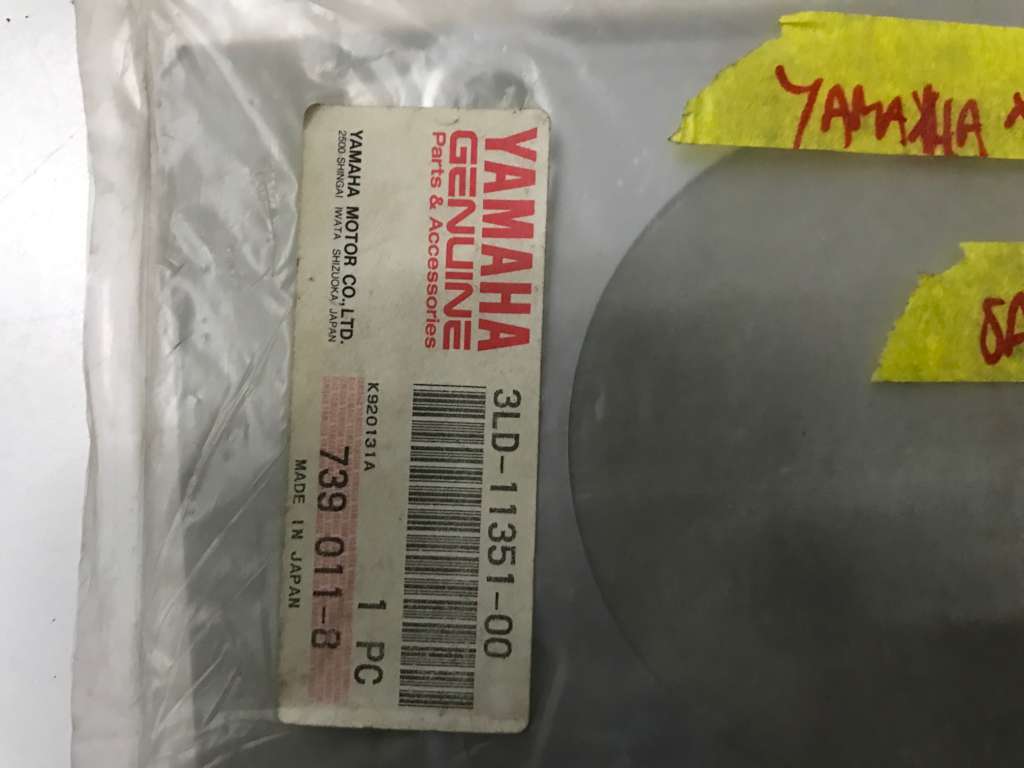 YAMAHA
GENUINE
Parts & Accessories
YAMAHA MOTOR CO., LTD.
2500 SHINGAI IWATA SHIZUOKA JAPAN
3LD-11351-00
K920131A
1 PC
739 011-8
MADE IN JAPAN
YAMAHA